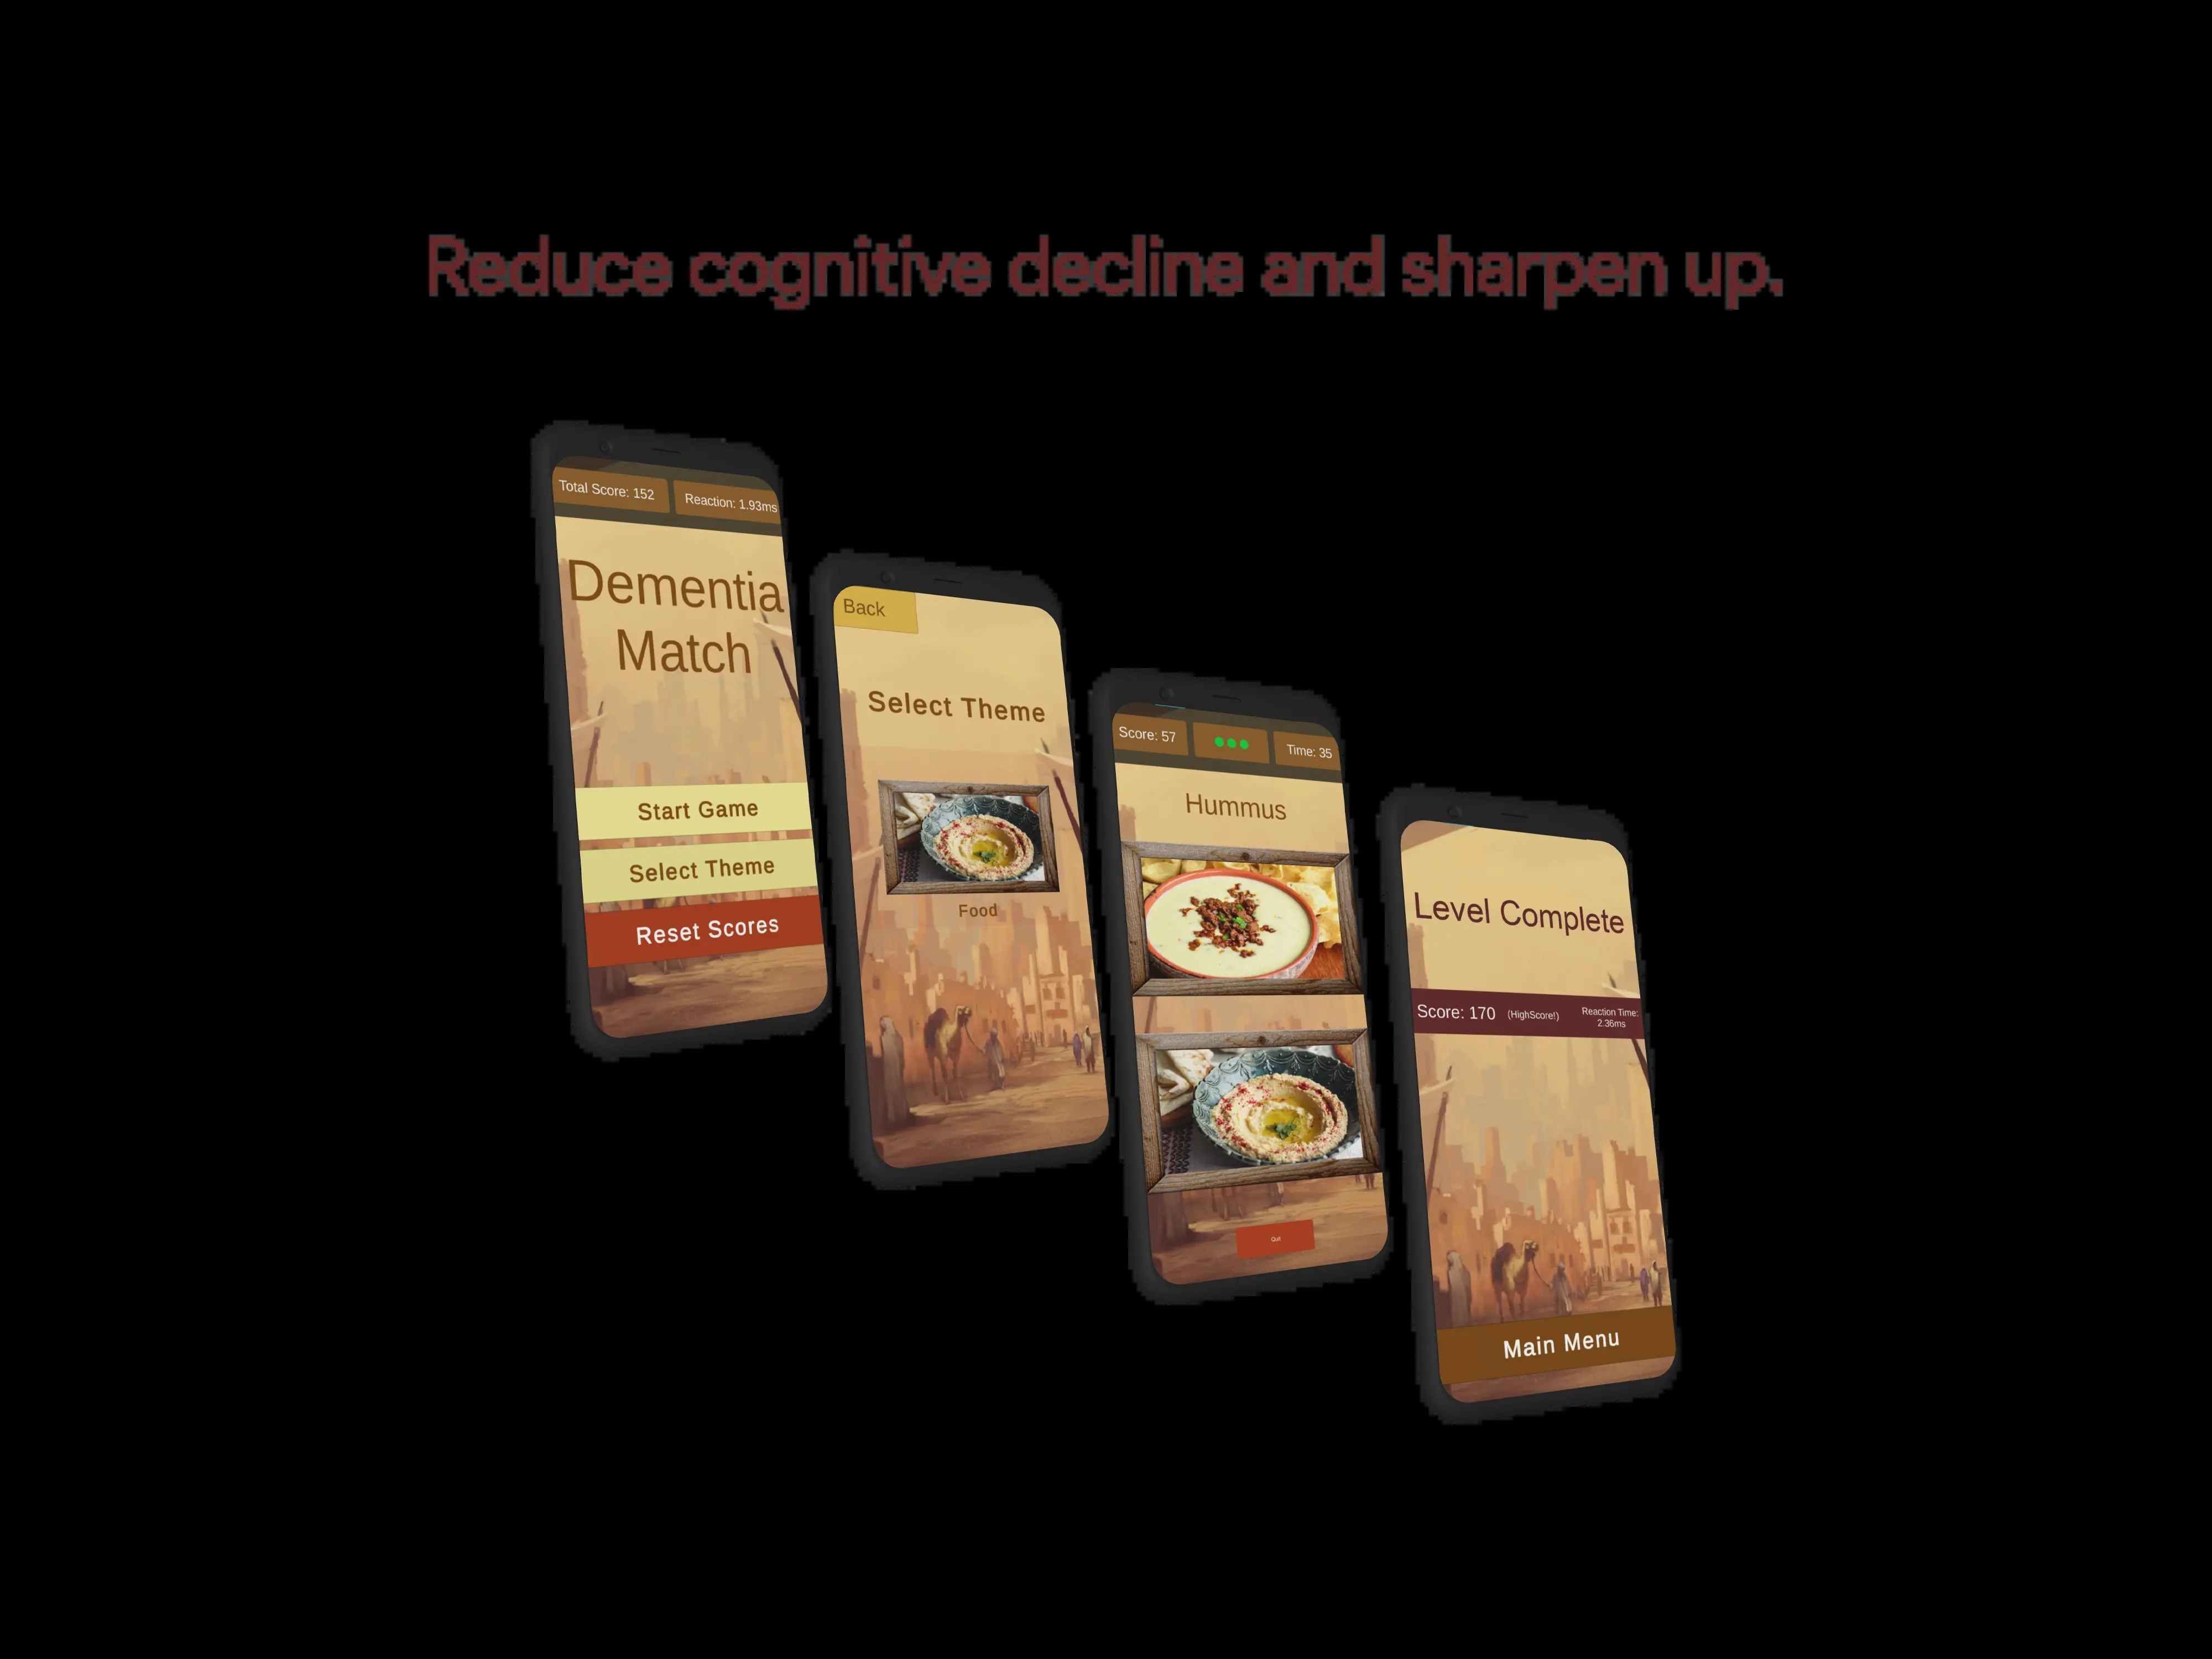 Reduce cognitive decline and sharpen up.
Total Score: 152
Reaction: 1.93ms
Dementia
Match
Start Game
Select Theme
Reset Scores
Back
Select Theme
Food
Score: 57
Time: 35
Hummus
Quit
Level Complete
Score: 170 (HighScore!)
Reaction Time:
2.36ms
Main Menu